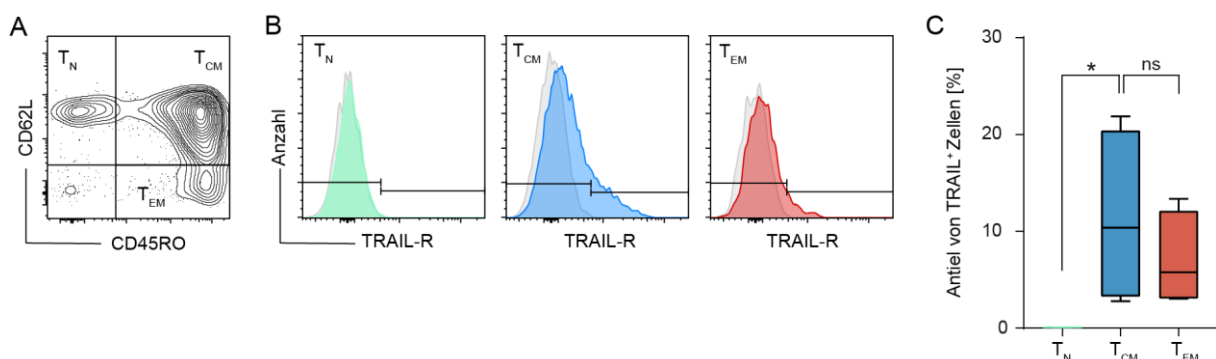 A
T_N
T_CM
CD62L
T_EM
CD45RO
B
T_N
T_CM
T_EM
Anzahl
TRAIL-R
TRAIL-R
TRAIL-R
C
Antiel von TRAIL⁺Zellen [%]
30
20
10
0
*
ns
T_N
T_CM
T_EM